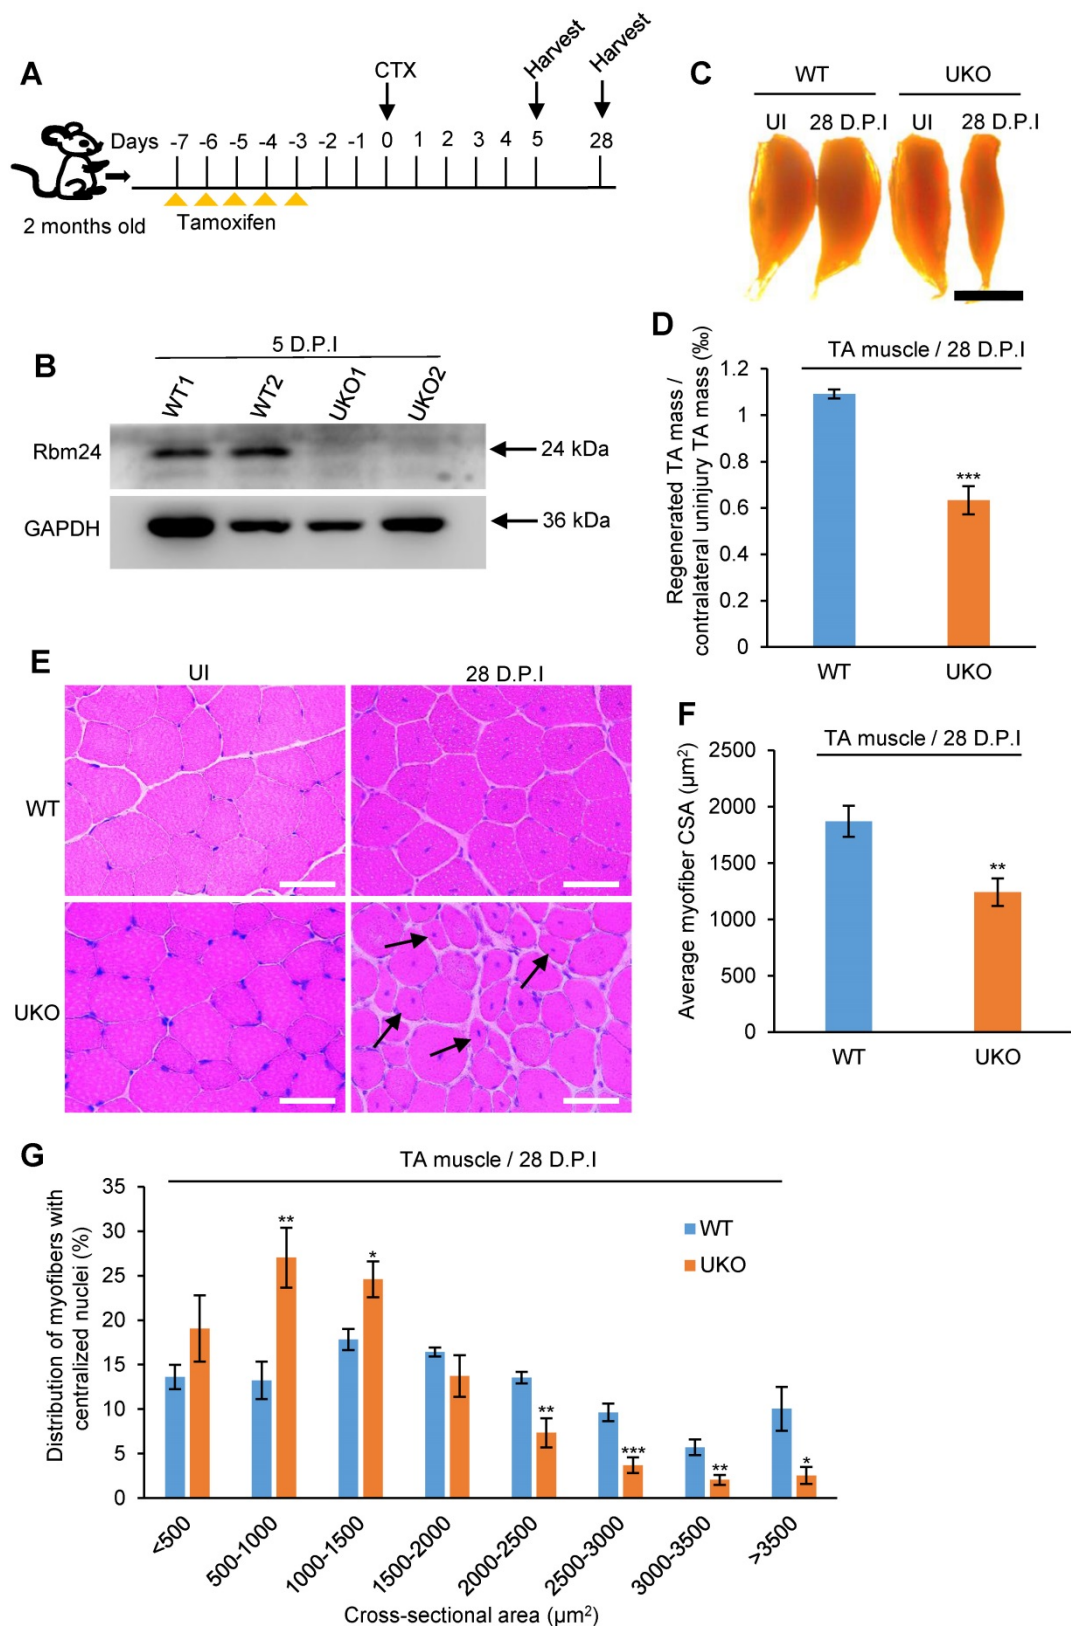 A
CTX
Harvest
Harvest
Days
-7 -6 -5 -4 -3 -2 -1 0 1 2 3 4 5 28
Tamoxifen
2 months old
B
5 D.P.I
WT1 WT2 UKO1 UKO2
Rbm24
24 kDa
GAPDH
36 kDa
C
WT UKO
UI 28 D.P.I UI 28 D.P.I
D
TA muscle / 28 D.P.I
Regenerated TA mass /
contralateral uninjury TA mass (‰)
1.2
1
0.8
0.6
0.4
0.2
0
***
WT UKO
E
UI 28 D.P.I
WT
UKO
F
TA muscle / 28 D.P.I
Average myofiber CSA (µm²)
2500
2000
1500
1000
500
0
**
WT UKO
G
TA muscle / 28 D.P.I
Distribution of myofibers with
centralized nuclei (%)
35
30
25
20
15
10
5
0
** * ** *** ** *
WT
UKO
<500 500-1000 1000-1500 1500-2000 2000-2500 2500-3000 3000-3500 >3500
Cross-sectional area (µm²)